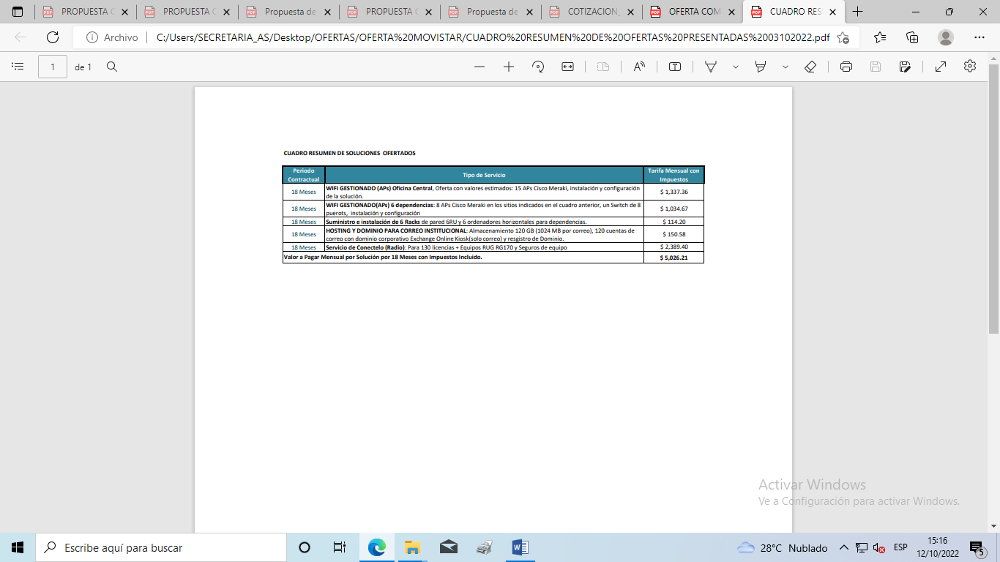 PROPUESTA C
PROPUESTA C
Propuesta de
PROPUESTA C
Propuesta de
COTIZACION_
OFERTA COM
CUADRO RES
Archivo
C:/Users/SECRETARIA_AS/Desktop/OFERTAS/OFERTA%20MOVISTAR/CUADRO%20RESUMEN%20DE%20OFERTAS%20PRESENTADAS%2003102022.pdf
1 de 1
CUADRO RESUMEN DE SOLUCIONES OFERTADOS
Periodo Contractual
Tipo de Servicio
Tarifa Mensual con Impuestos
18 Meses
WIFI GESTIONADO (APs) Oficina Central, Oferta con valores estimados: 15 APs Cisco Meraki, instalación y configuración
de la solución.
$ 1,337.36
18 Meses
WIFI GESTIONADO(APs) 6 dependencias: 8 APs Cisco Meraki en los sitios indicados en el cuadro anterior, un Switch de 8
puerots, instalación y configuración
$ 1,034.67
18 Meses
Suministro e instalación de 6 Racks de pared 6RU y 6 ordenadores horizontales para dependencias.
$ 114.20
18 Meses
HOSTING Y DOMINIO PARA CORREO INSTITUCIONAL: Almacenamiento 120 GB (1024 MB por correo), 120 cuentas de
correo con dominio corporativo Exchange Online Kiosk(solo correo) y resgistro de Dominio.
$ 150.58
18 Meses
Servicio de Conectelo (Radio): Para 130 licencias + Equipos RUG RG170 y Seguros de equipo
$ 2,389.40
Valor a Pagar Mensual por Solución por 18 Meses con Impuestos Incluido.
$ 5,026.21
Activar Windows
Ve a Configuración para activar Windows.
Escribe aquí para buscar
28°C Nublado
ESP
15:16
12/10/2022
5